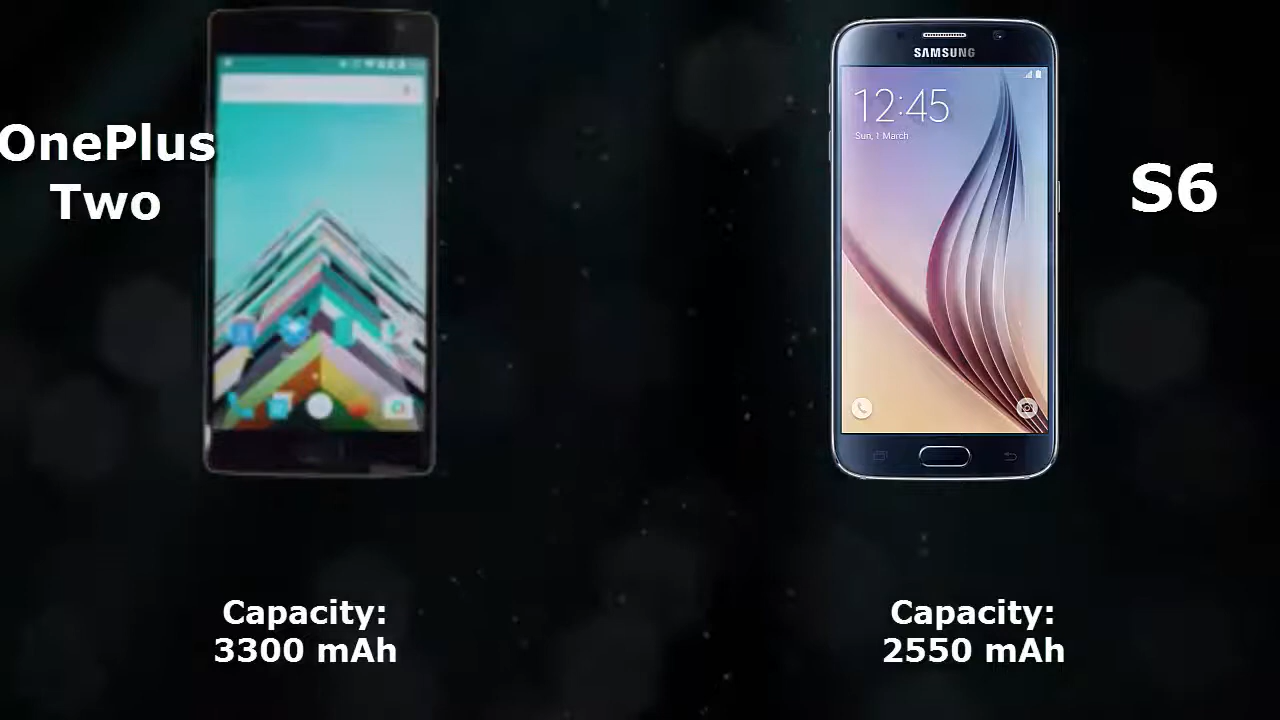 OnePlus
Two
SAMSUNG
12:45
Sun, 1 March
S6
Capacity:
3300 mAh
Capacity:
2550 mAh